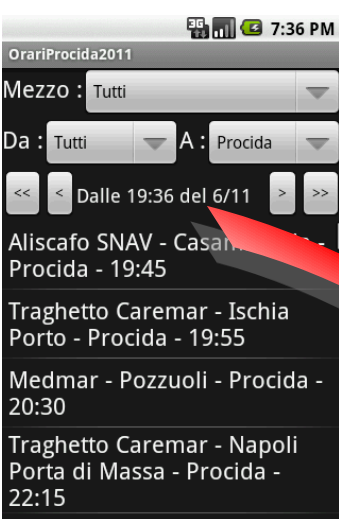 3G 7:36 PM
OrariProcida2011
Mezzo : Tutti
Da : Tutti A : Procida
<< < Dalle 19:36 del 6/11 > >>
Aliscafo SNAV - -
Procida - 19:45
Traghetto Caremar - Ischia
Porto - Procida - 19:55
Medmar - Pozzuoli - Procida -
20:30
Traghetto Caremar - Napoli
Porta di Massa - Procida -
22:15